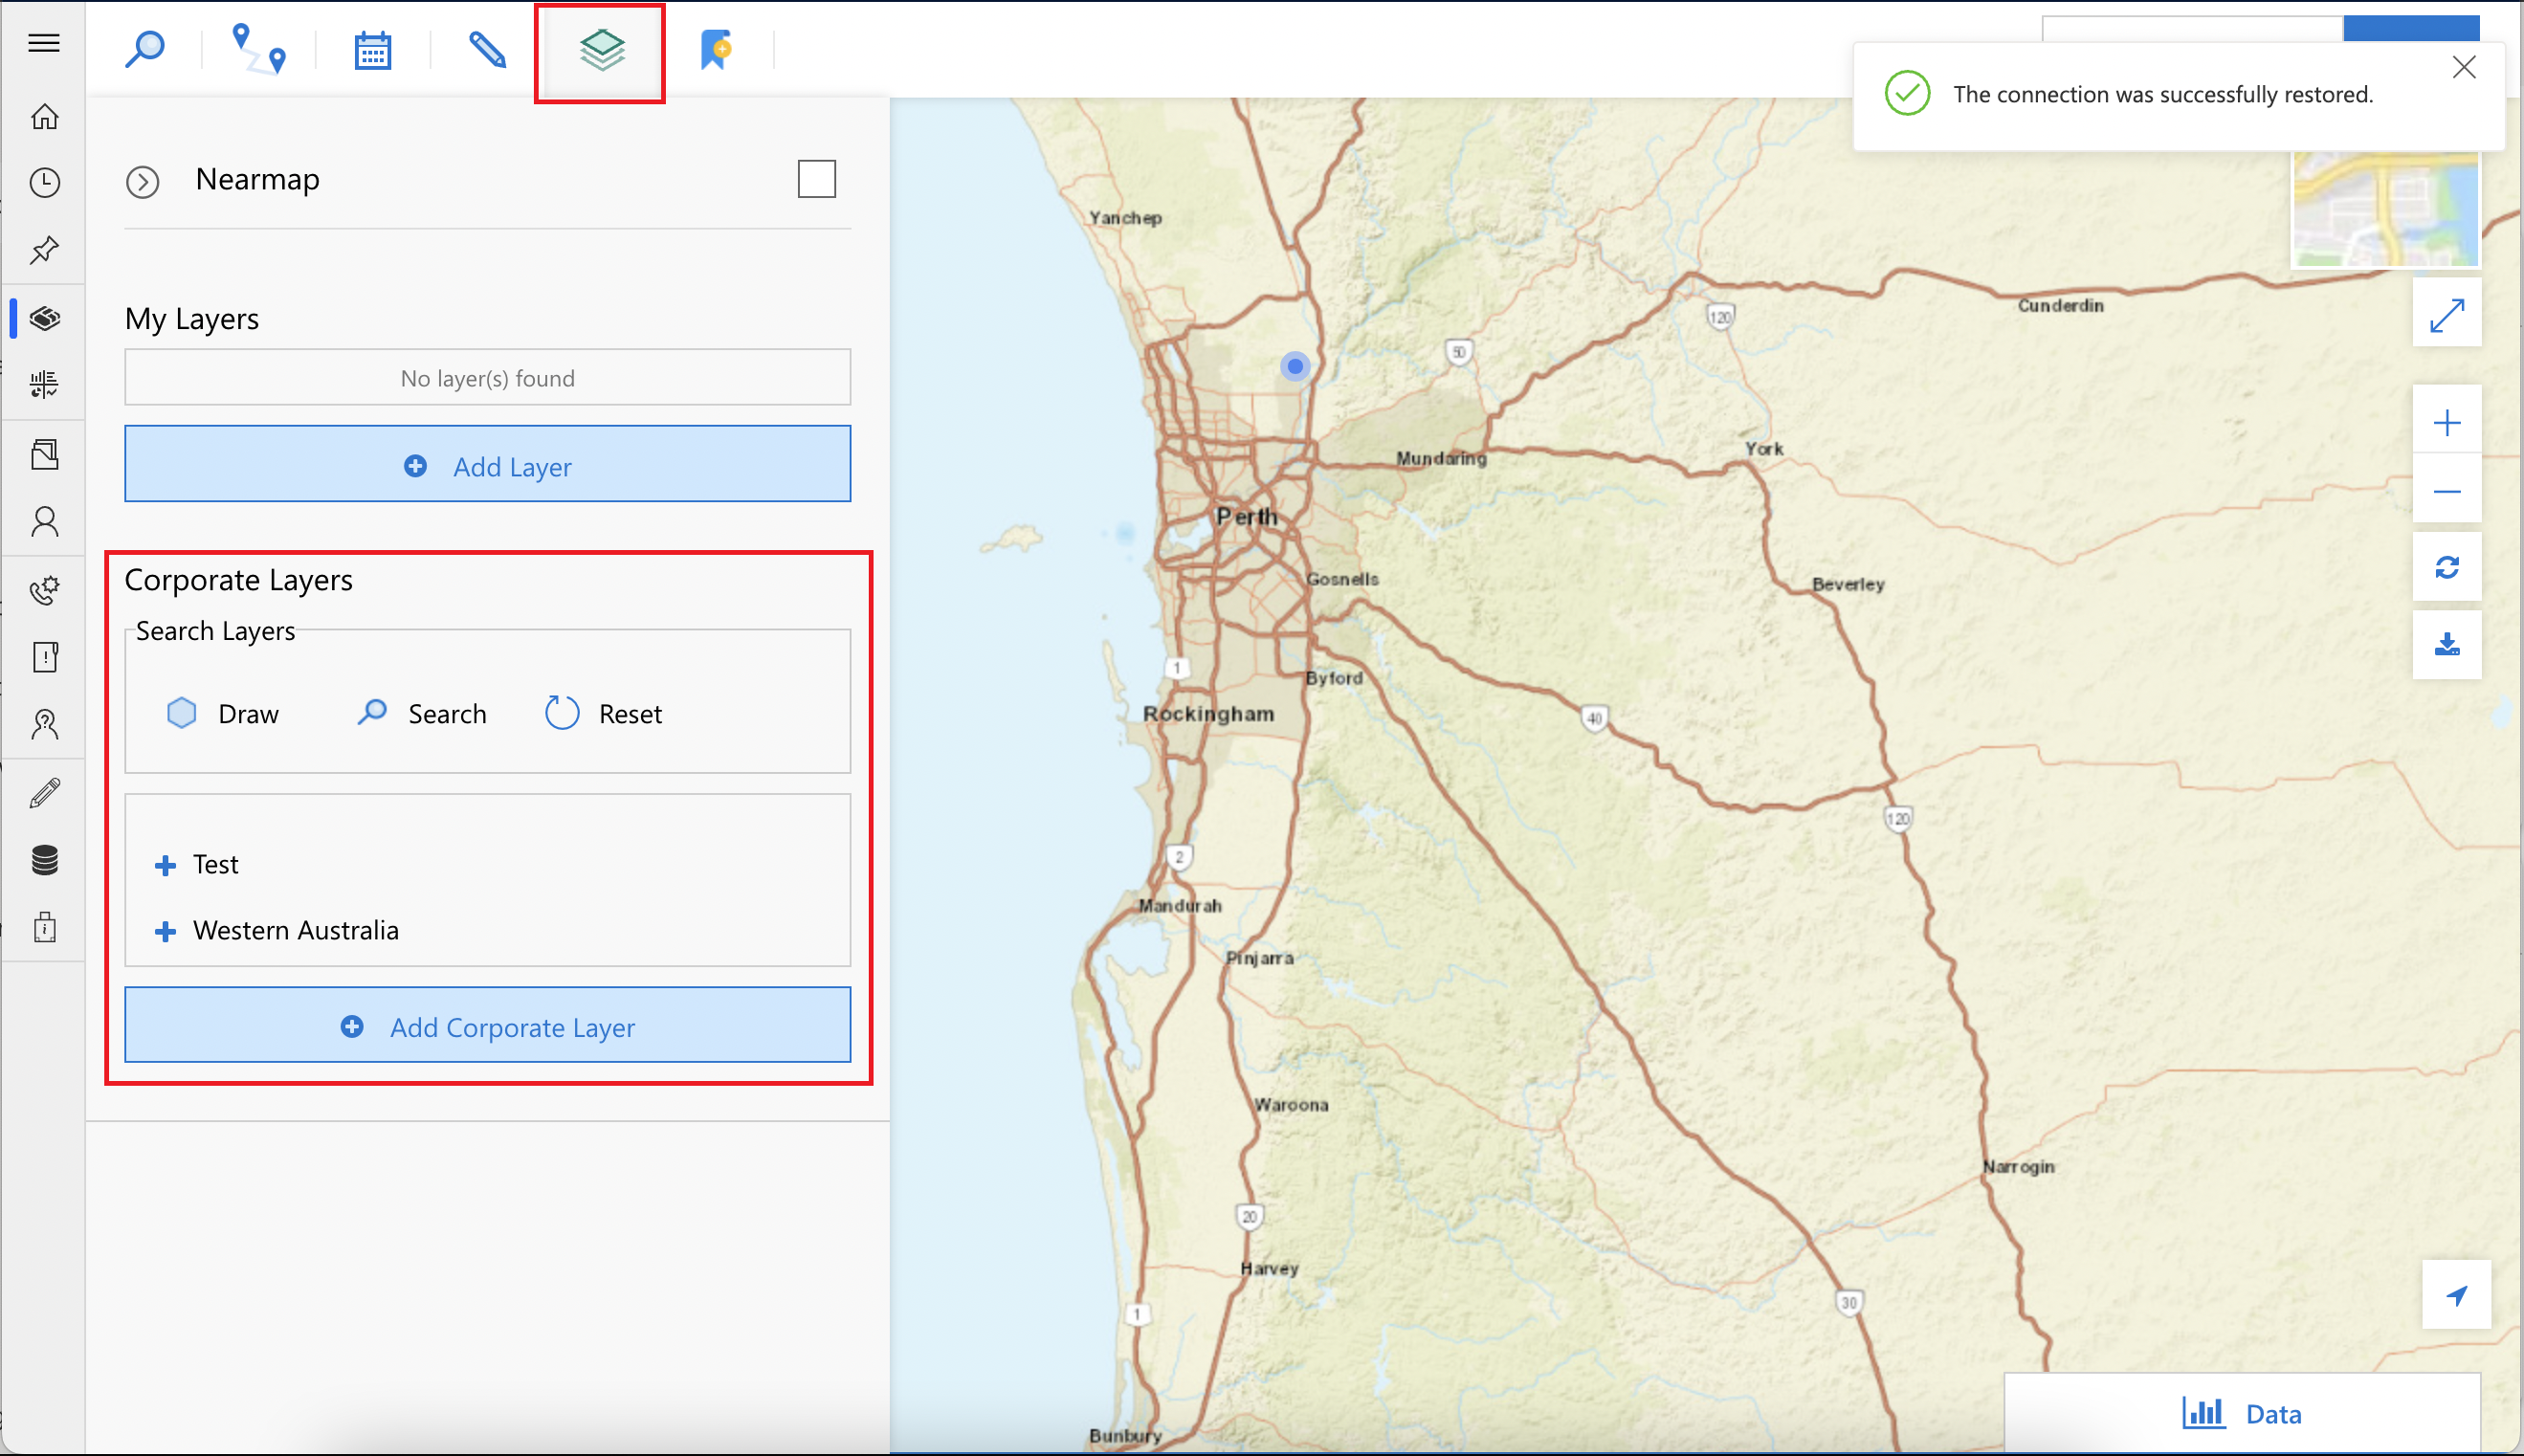 The connection was successfully restored.
Nearmap
My Layers
No layer(s) found
Add Layer
Corporate Layers
Search Layers
Draw Search Reset
Test
Western Australia
Add Corporate Layer
Yanchep
Cunderdin
120
50
York
Mundaring
Perth
Gosnells
Beverley
1
Byford
Rockingham
40
120
2
Mandurah
Pinjarra
Waroona
Narrogin
20
Harvey
30
1
Data
Bunbury